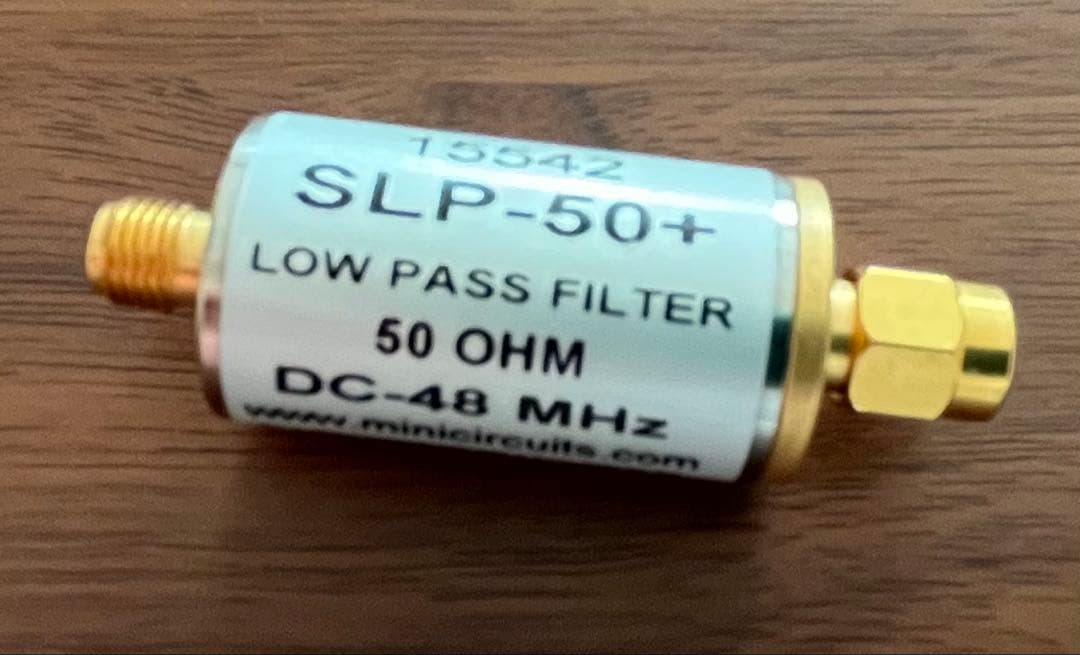 15542
SLP-50+
LOW PASS FILTER
50 OHM
DC-48 MHz
www.minicircuits.com